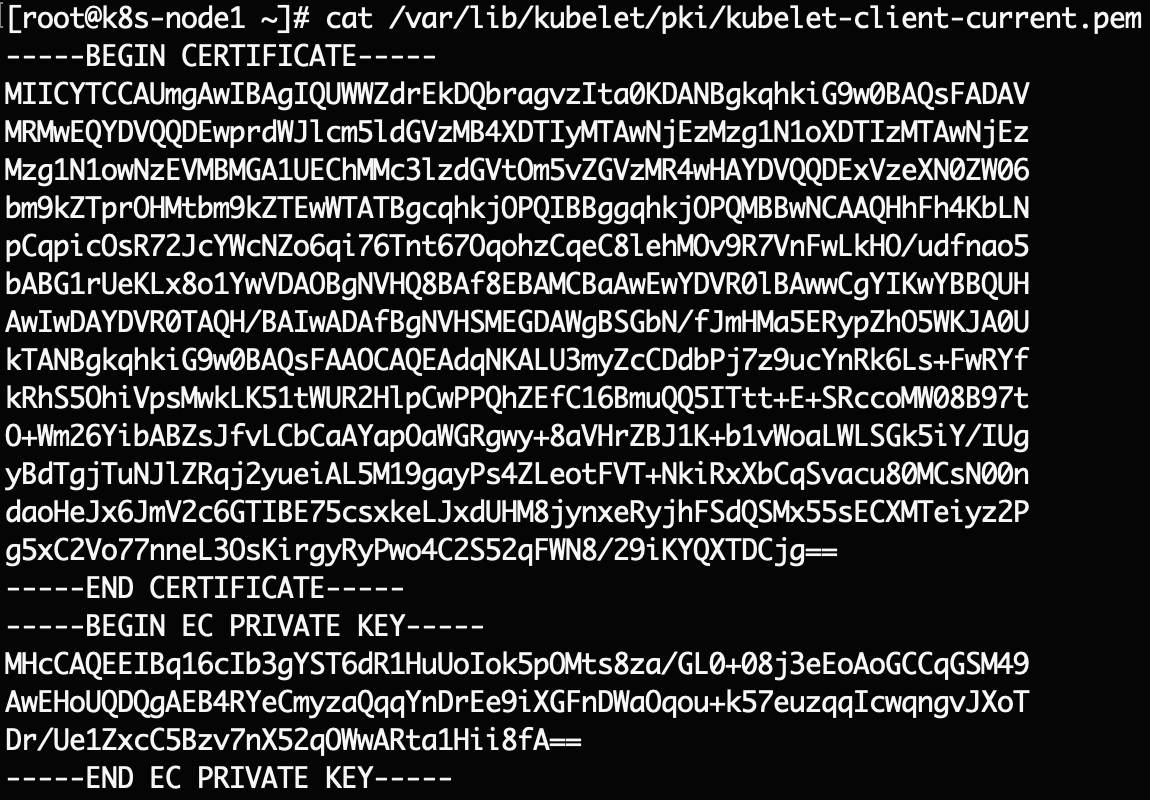 [root@k8s-node1 ~]# cat /var/lib/kubelet/pki/kubelet-client-current.pem
-----BEGIN CERTIFICATE-----
MIICYTCCAUmgAwIBAgIQUWWZdrEkDQbragvzIta0KDANBgkqhkiG9w0BAQsFADAV
MRMwEQYDVQQDEwprdWJlcm5ldGVzMB4XDTIyMTAwNjEzMzg1N1oXDTIzMTAwNjEz
Mzg1N1owNzEVMBMGA1UEChMMc3lzdGVtOm5vZGVzMR4wHAYDVQQDExVzeXN0ZW06
bm9kZTprOHMtbm9kZTEwWTATBgcqhkjOPQIBBggqhkjOPQMBBwNCAAQHhFh4KbLN
pCqpicOsR72JcYWcNZo6qi76Tnt67OqohzCqeC8lehMOv9R7VnFwLkHO/udfnao5
bABG1rUeKLx8o1YwVDAOBgNVHQ8BAf8EBAMCBaAwEwYDVR0lBAwwCgYIKwYBBQUH
AwIwDAYDVR0TAQH/BAIwADAfBgNVHSMEGDAWgBSGbN/fJmHMa5ERypZhO5WKJA0U
kTANBgkqhkiG9w0BAQsFAAOCAQEAdqNKALU3myZcCDdbPj7z9ucYnRk6Ls+FwRYf
kRhS5OhiVpsMwkLK51tWUR2HlpCwPPQhZEfC16BmuQQ5ITtt+E+SRccoMW08B97t
O+Wm26YibABZsJfvLCbCaAYapOaWGRgwy+8aVHrZBJ1K+b1vWoaLWLSGk5iY/IUg
yBdTgjTuNJlZRqj2yueiAL5M19gayPs4ZLeotFVT+NkiRxXbCqSvacu80MCsN00n
daoHeJx6JmV2c6GTIBE75csxkeLJxdUHM8jynxeRyjhFSdQSMx55sECXMTeiyz2P
g5xC2Vo77nneL3OsKirgyRyPwo4C2S52qFWN8/29iKYQXTDCjg==
-----END CERTIFICATE-----
-----BEGIN EC PRIVATE KEY-----
MHcCAQEEIBq16cIb3gYST6dR1HuUoIok5pOMts8za/GL0+08j3eEoAoGCCqGSM49
AwEHoUQDQgAEB4RYeCmyzaQqqYnDrEe9iXGFnDWaOqou+k57euzqqIcwqngvJXoT
Dr/Ue1ZxcC5Bzv7nX52qOWwARta1Hii8fA==
-----END EC PRIVATE KEY-----